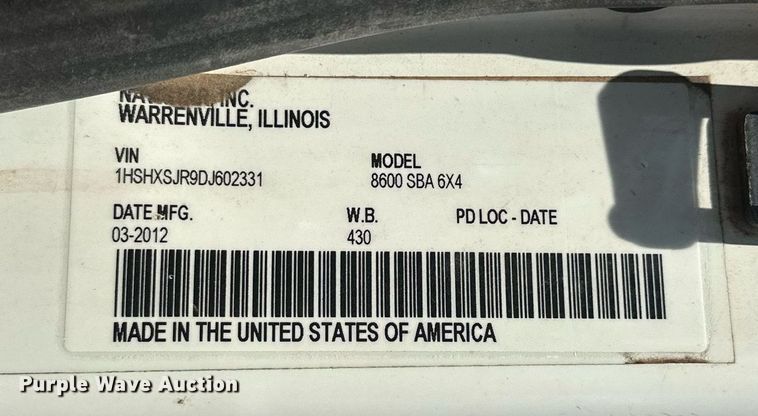 INC.
WARRENVILLE, ILLINOIS
VIN MODEL
1HSHXSJR9DJ602331 8600 SBA 6X4
DATE MFG. W.B. PD LOC - DATE
03-2012 430
MADE IN THE UNITED STATES OF AMERICA
Purple Wave Auction